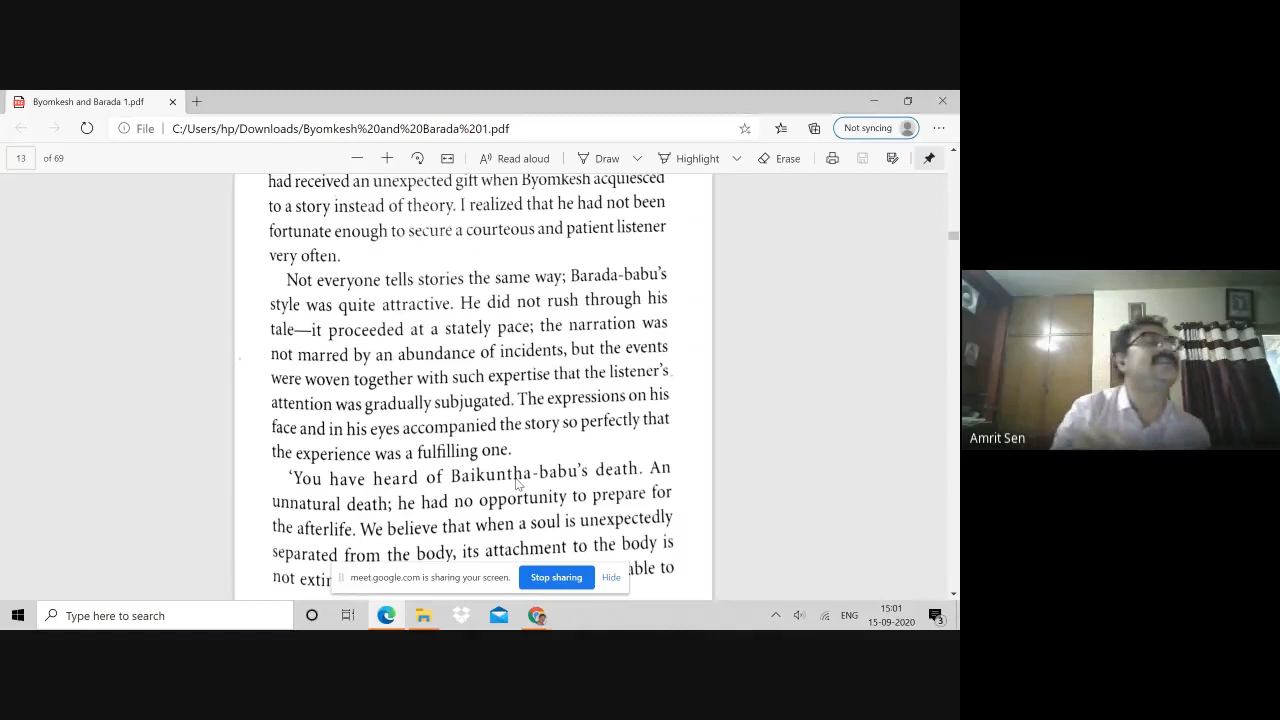 Byomkesh and Barada 1.pdf
File
C:/Users/hp/Downloads/Byomkesh%20and%20Barada%201.pdf
Not syncing
13 of 69
Read aloud
Draw
Highlight
Erase
had received an unexpected gift when Byomkesh acquiesced
to a story instead of theory. I realized that he had not been
fortunate enough to secure a courteous and patient listener
very often.
Not everyone tells stories the same way; Barada-babu's
style was quite attractive. He did not rush through his
tale—it proceeded at a stately pace; the narration was
not marred by an abundance of incidents, but the events
were woven together with such expertise that the listener's
attention was gradually subjugated. The expressions on his
face and in his eyes accompanied the story so perfectly that
the experience was a fulfilling one.
'You have heard of Baikuntha-babu's death. An
unnatural death; he had no opportunity to prepare for
the afterlife. We believe that when a soul is unexpectedly
separated from the body, its attachment to the body is
not able to
meet.google.com is sharing your screen.
Stop sharing
Hide
Amrit Sen
Type here to search
ENG
15:01
15-09-2020
3